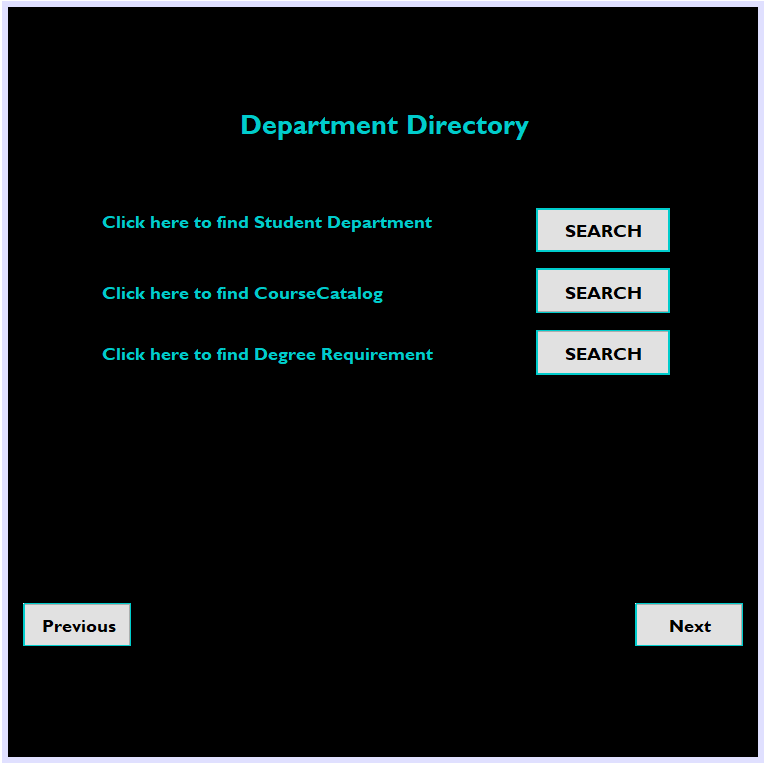 Department Directory
Click here to find Student Department
SEARCH
Click here to find CourseCatalog
SEARCH
Click here to find Degree Requirement
SEARCH
Previous
Next